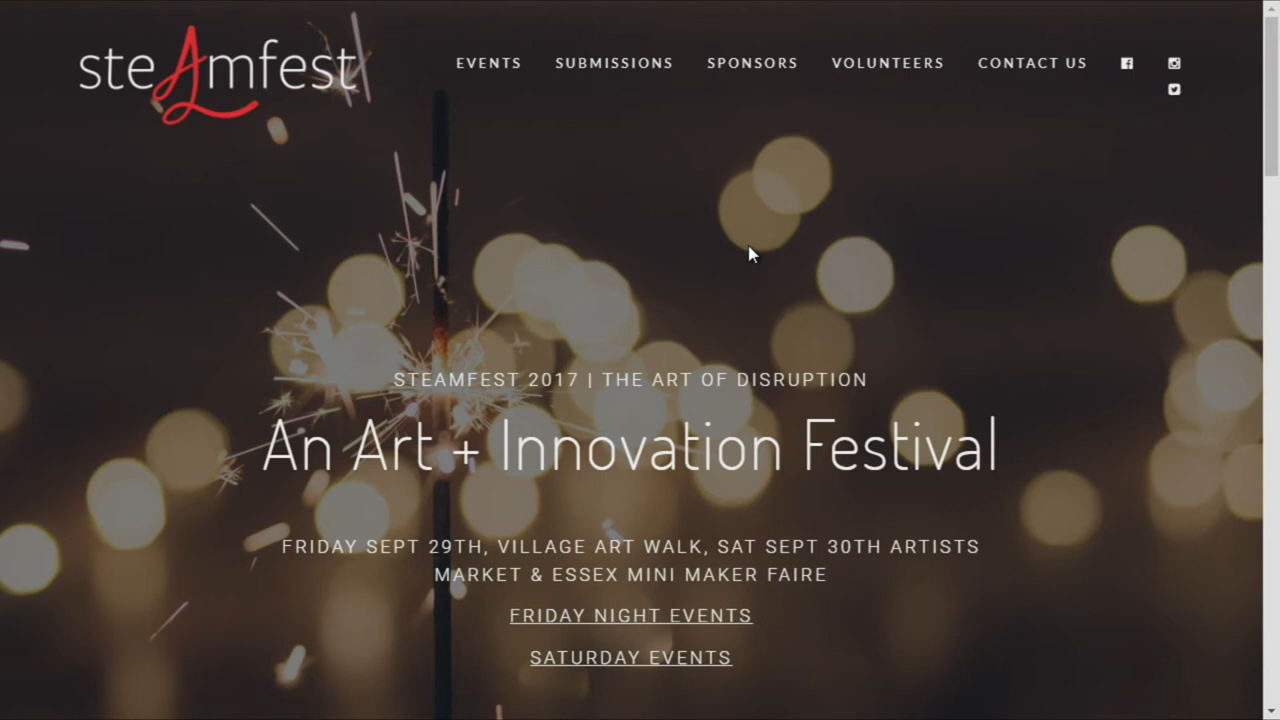 steAmfest
EVENTS SUBMISSIONS SPONSORS VOLUNTEERS CONTACT US
STEAMFEST 2017 | THE ART OF DISRUPTION
An Art + Innovation Festival
FRIDAY SEPT 29TH, VILLAGE ART WALK, SAT SEPT 30TH ARTISTS
MARKET & ESSEX MINI MAKER FAIRE
FRIDAY NIGHT EVENTS
SATURDAY EVENTS